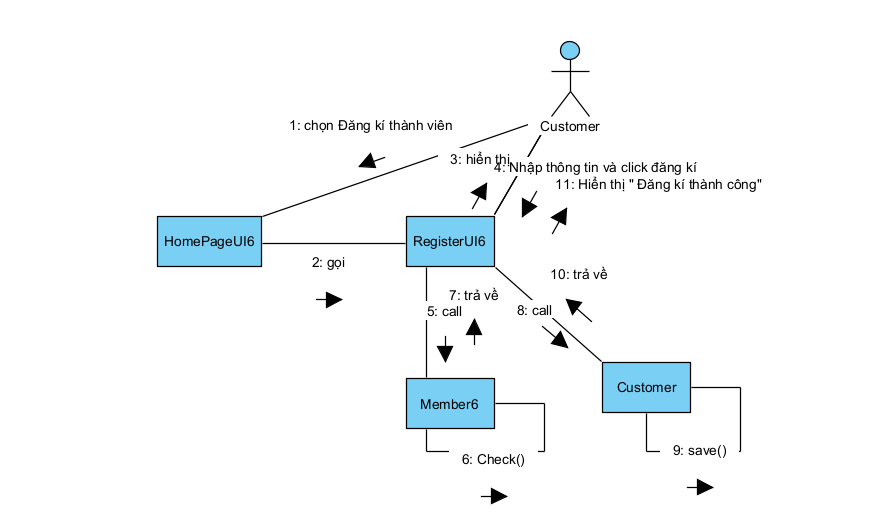 Customer
1: chọn Đăng kí thành viên
3: hiển thị
4: Nhập thông tin và click đăng kí
11: Hiển thị " Đăng kí thành công"
HomePageUI6
RegisterUI6
2: gọi
10: trả về
7: trả về
5: call
8: call
Customer
Member6
9: save()
6: Check()